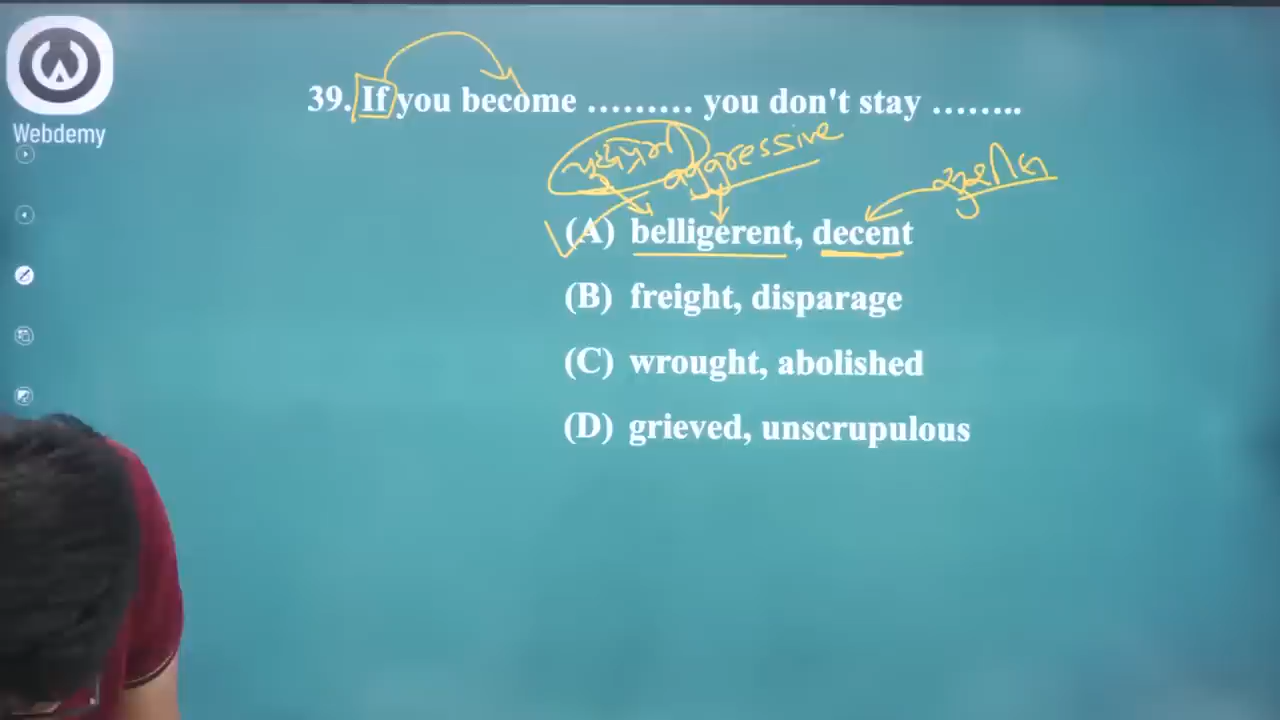 Webdemy
39. If you become ......... you don't stay ........
aggressive
(A) belligerent, decent
(B) freight, disparage
(C) wrought, abolished
(D) grieved, unscrupulous